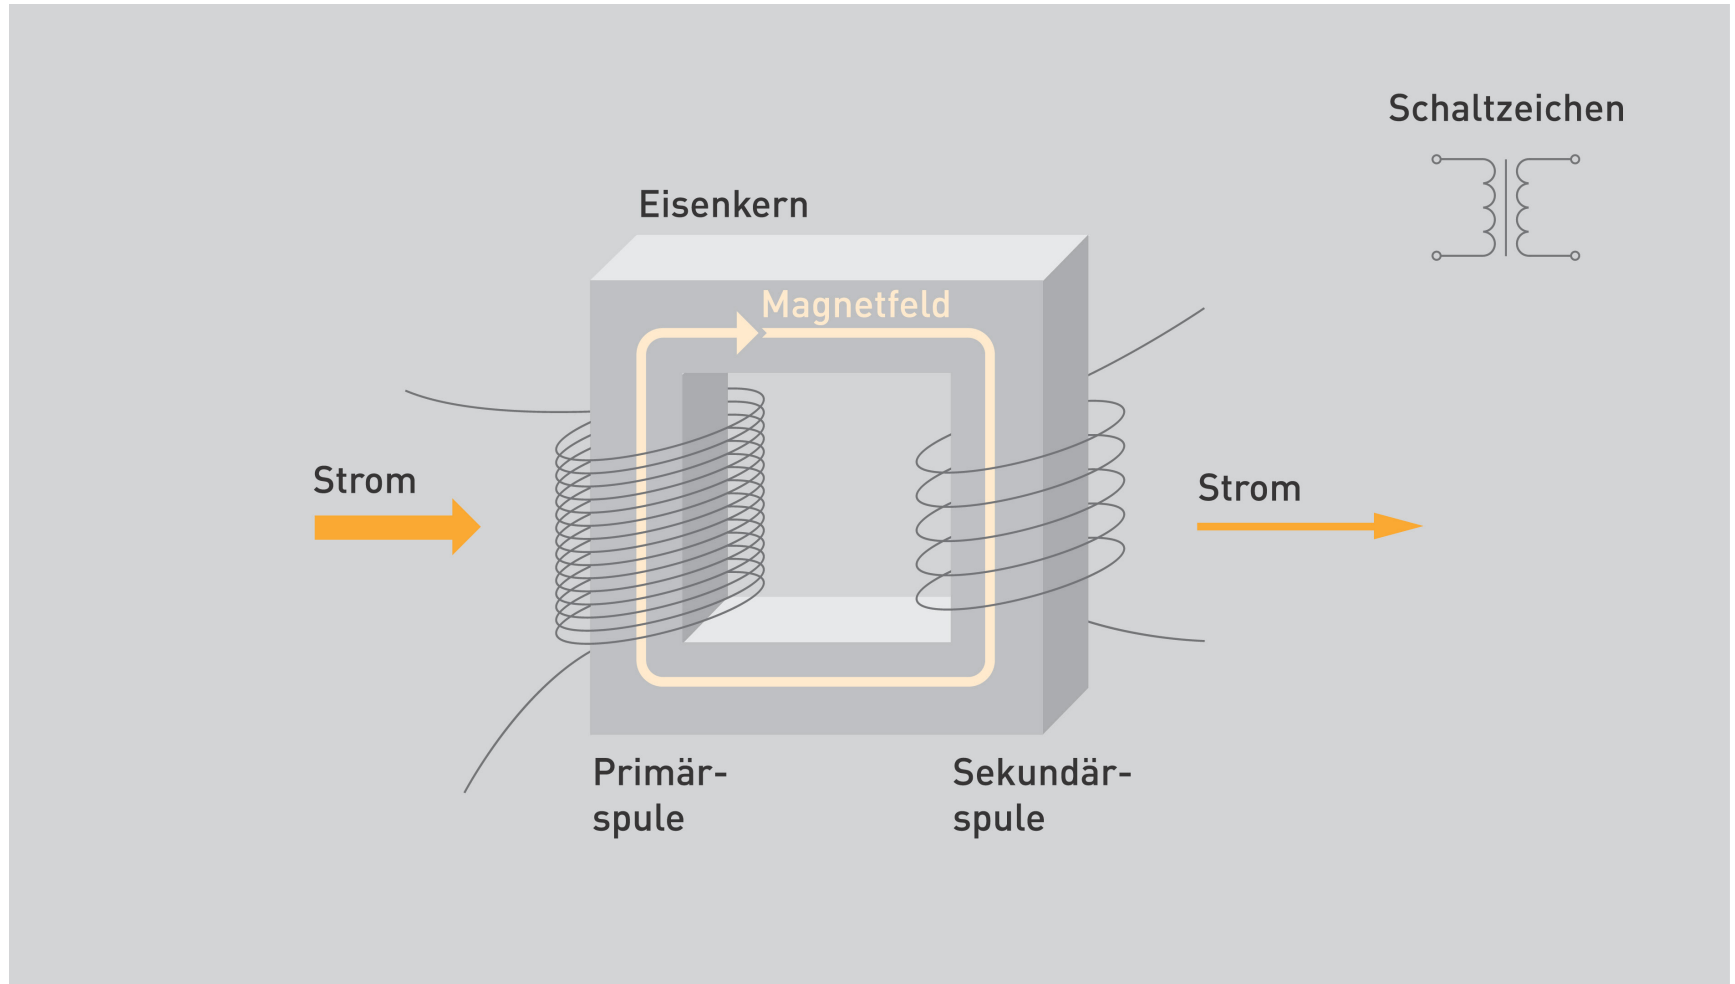 Schaltzeichen
Eisenkern
Magnetfeld
Strom
Strom
Primär-
spule
Sekundär-
spule